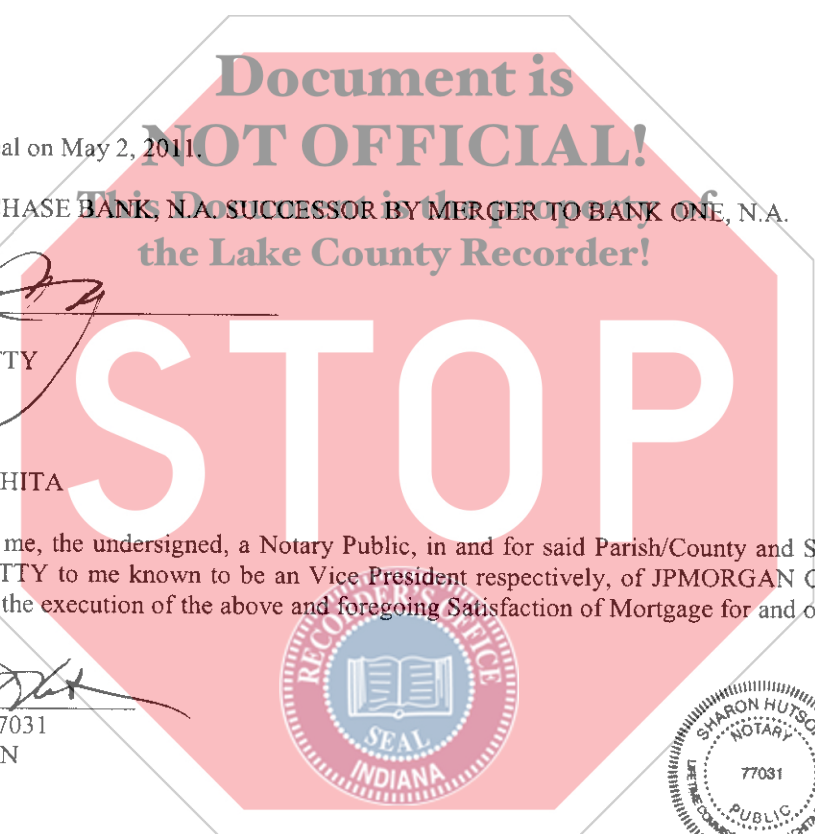 Document is
al on May 2, 2011.
NOT OFFICIAL!
HASE BANK, N.A. SUCCESSOR BY MERGER TO BANK ONE, N.A.
This Document is the property of
the Lake County Recorder!
TTY
STOP
HITA
me, the undersigned, a Notary Public, in and for said Parish/County and S
TTY to me known to be an Vice President respectively, of JPMORGAN C
the execution of the above and foregoing Satisfaction of Mortgage for and o
RECORDER'S OFFICE
SEAL
INDIANA
7031
N
SHARON HUTSO
NOTARY
77031
PUBLIC
LIFETIME